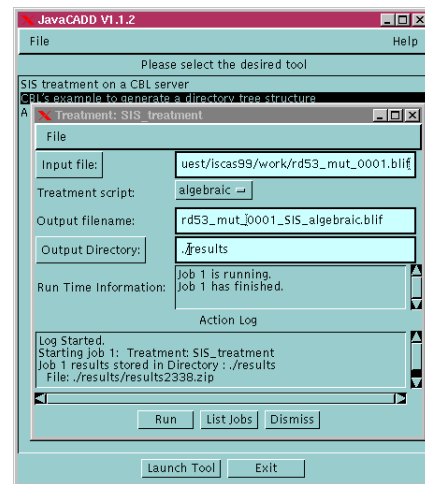 JavaCADD V1.1.2
File Help
Please select the desired tool
SIS treatment on a CBL server
CBL's example to generate a directory tree structure
A
Treatment: SIS_treatment
File
Input file: uest/iscas99/work/rd53_mut_0001.blif
Treatment script: algebraic
Output filename: rd53_mut_0001_SIS_algebraic.blif
Output Directory: ./results
Run Time Information:
Job 1 is running.
Job 1 has finished.
Action Log
Log Started.
Starting job 1: Treatment: SIS_treatment
Job 1 results stored in Directory : ./results
File: ./results/results2338.zip
Run List Jobs Dismiss
Launch Tool Exit